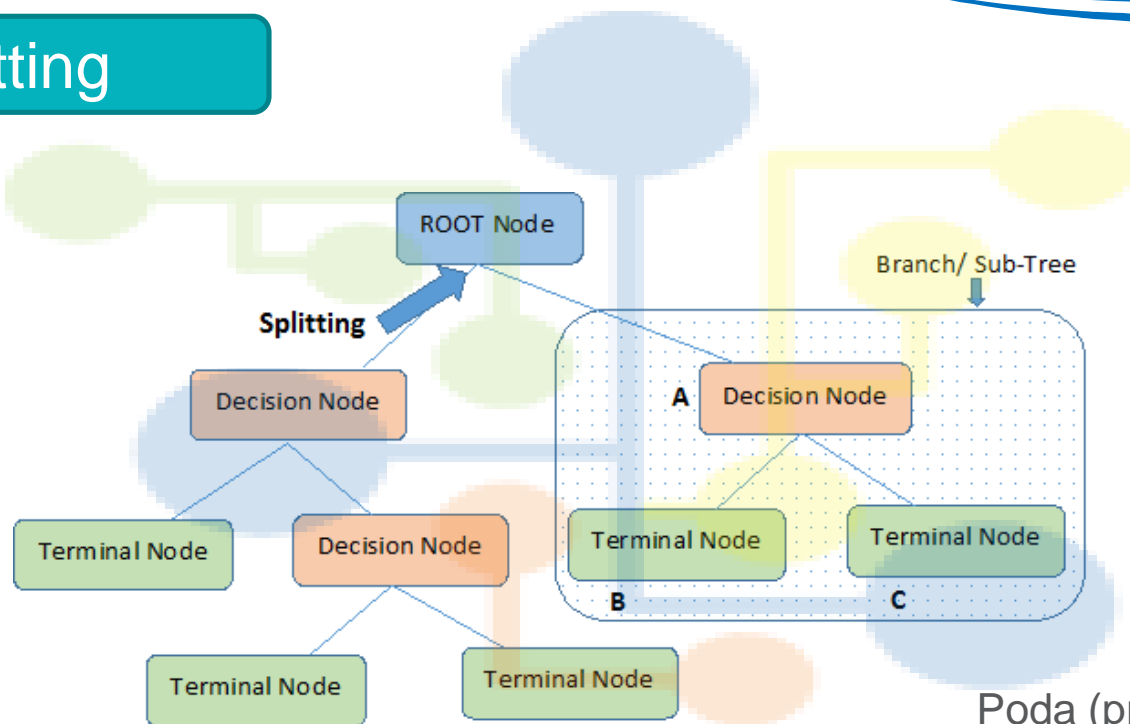 ROOT Node
Branch/ Sub-Tree
Splitting
Decision Node
A
Decision Node
Terminal Node
Decision Node
Terminal Node
Terminal Node
B
C
Terminal Node
Terminal Node
Poda